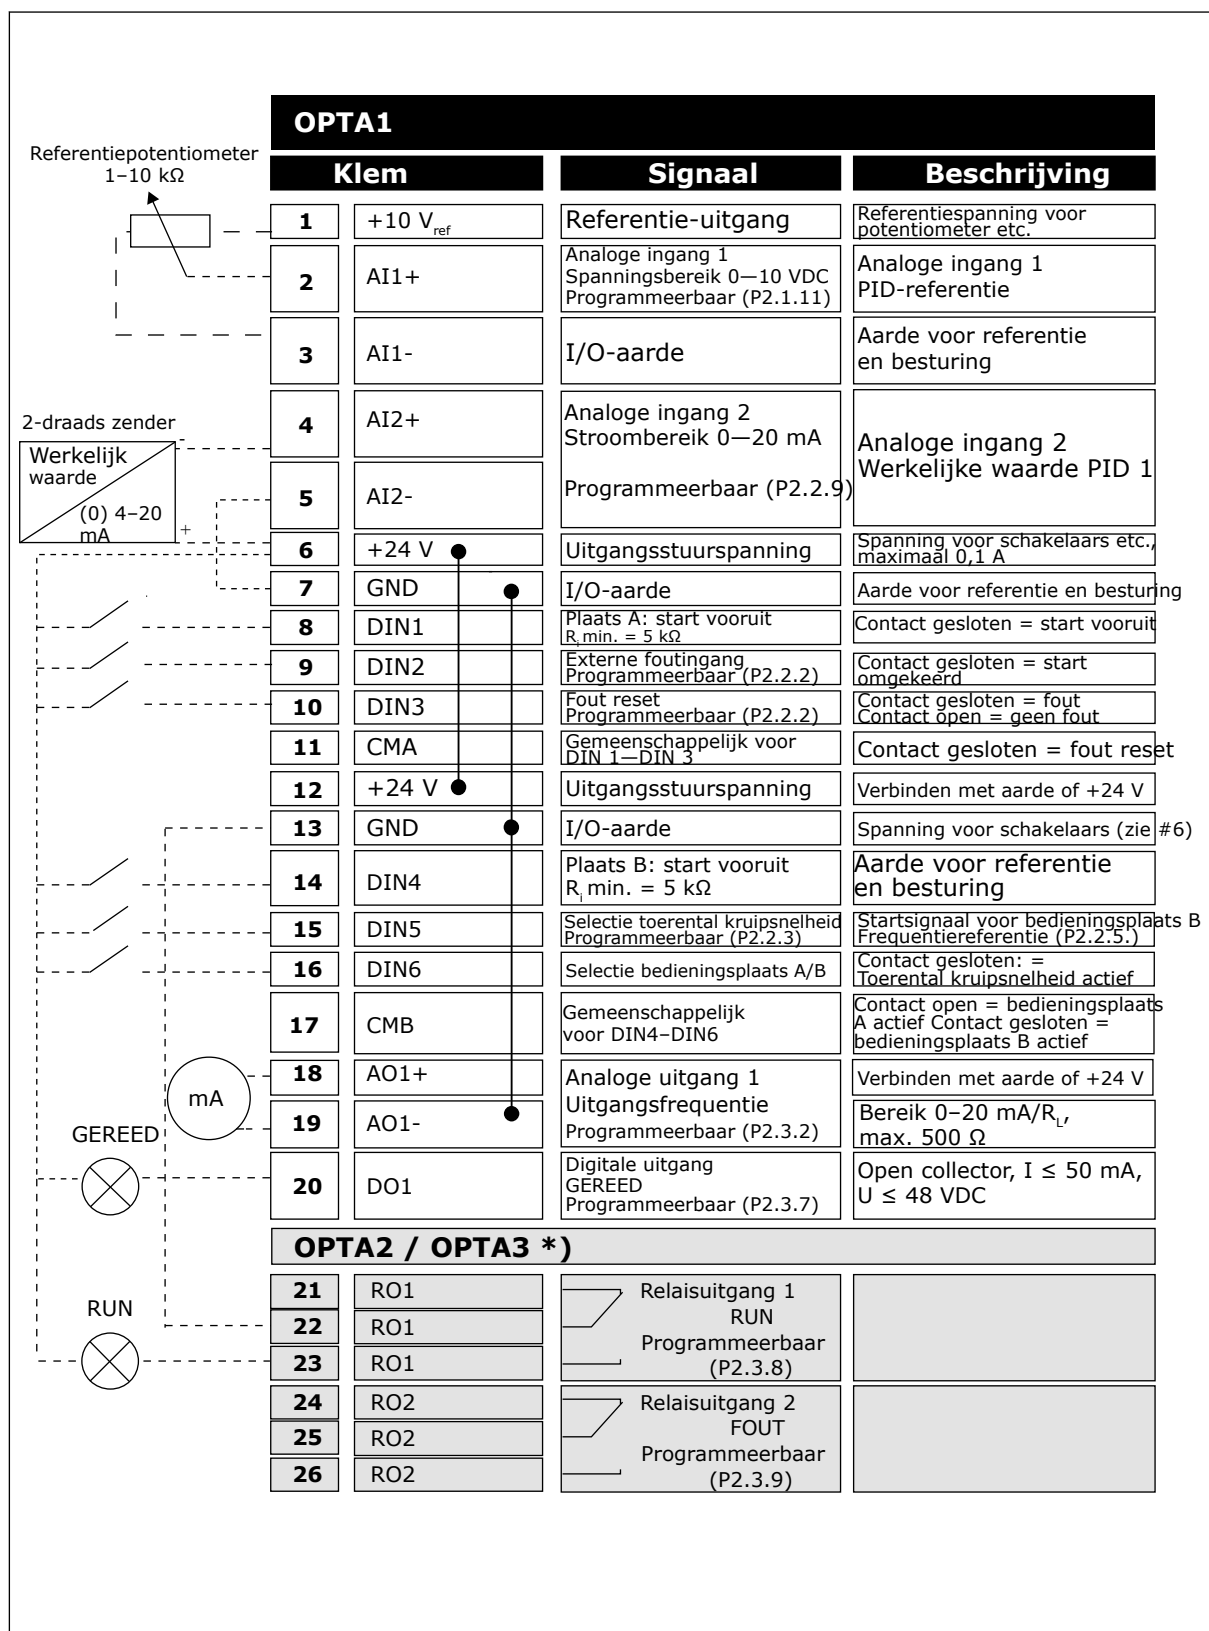 OPTA1
Klem Signaal Beschrijving
Referentiepotentiometer
1–10 kΩ
1 +10 Vref Referentie-uitgang Referentiespanning voor
potentiometer etc.
2 AI1+ Analoge ingang 1
Spanningsbereik 0—10 VDC
Programmeerbaar (P2.1.11)
Analoge ingang 1
PID-referentie
3 AI1- I/O-aarde Aarde voor referentie
en besturing
2-draads zender
-
Werkelijk
waarde
(0) 4–20
mA
+
4 AI2+ Analoge ingang 2
Stroombereik 0—20 mA
Programmeerbaar (P2.2.9)
Analoge ingang 2
Werkelijke waarde PID 1
5 AI2-
6 +24 V Uitgangsstuurspanning Spanning voor schakelaars etc.,
maximaal 0,1 A
7 GND I/O-aarde Aarde voor referentie en besturing
8 DIN1 Plaats A: start vooruit
Ri min. = 5 kΩ
Contact gesloten = start vooruit
9 DIN2 Externe foutingang
Programmeerbaar (P2.2.2)
Contact gesloten = start
omgekeerd
10 DIN3 Fout reset
Programmeerbaar (P2.2.2)
Contact gesloten = fout
Contact open = geen fout
11 CMA Gemeenschappelijk voor
DIN 1—DIN 3
Contact gesloten = fout reset
12 +24 V Uitgangsstuurspanning Verbinden met aarde of +24 V
13 GND I/O-aarde Spanning voor schakelaars (zie #6)
14 DIN4 Plaats B: start vooruit
Ri min. = 5 kΩ
Aarde voor referentie
en besturing
15 DIN5 Selectie toerental kruipsnelheid
Programmeerbaar (P2.2.3)
Startsignaal voor bedieningsplaats B
Frequentiereferentie (P2.2.5.)
16 DIN6 Selectie bedieningsplaats A/B Contact gesloten: =
Toerental kruipsnelheid actief
17 CMB Gemeenschappelijk
voor DIN4–DIN6
Contact open = bedieningsplaats
A actief Contact gesloten =
bedieningsplaats B actief
mA
18 AO1+ Analoge uitgang 1
Uitgangsfrequentie
Programmeerbaar (P2.3.2)
Verbinden met aarde of +24 V
19 AO1- Bereik 0–20 mA/RL,
max. 500 Ω
GEREED
20 DO1 Digitale uitgang
GEREED
Programmeerbaar (P2.3.7)
Open collector, I ≤ 50 mA,
U ≤ 48 VDC
OPTA2 / OPTA3 *)
RUN
21 RO1 Relaisuitgang 1
RUN
Programmeerbaar
(P2.3.8)
22 RO1
23 RO1
24 RO2 Relaisuitgang 2
FOUT
Programmeerbaar
(P2.3.9)
25 RO2
26 RO2